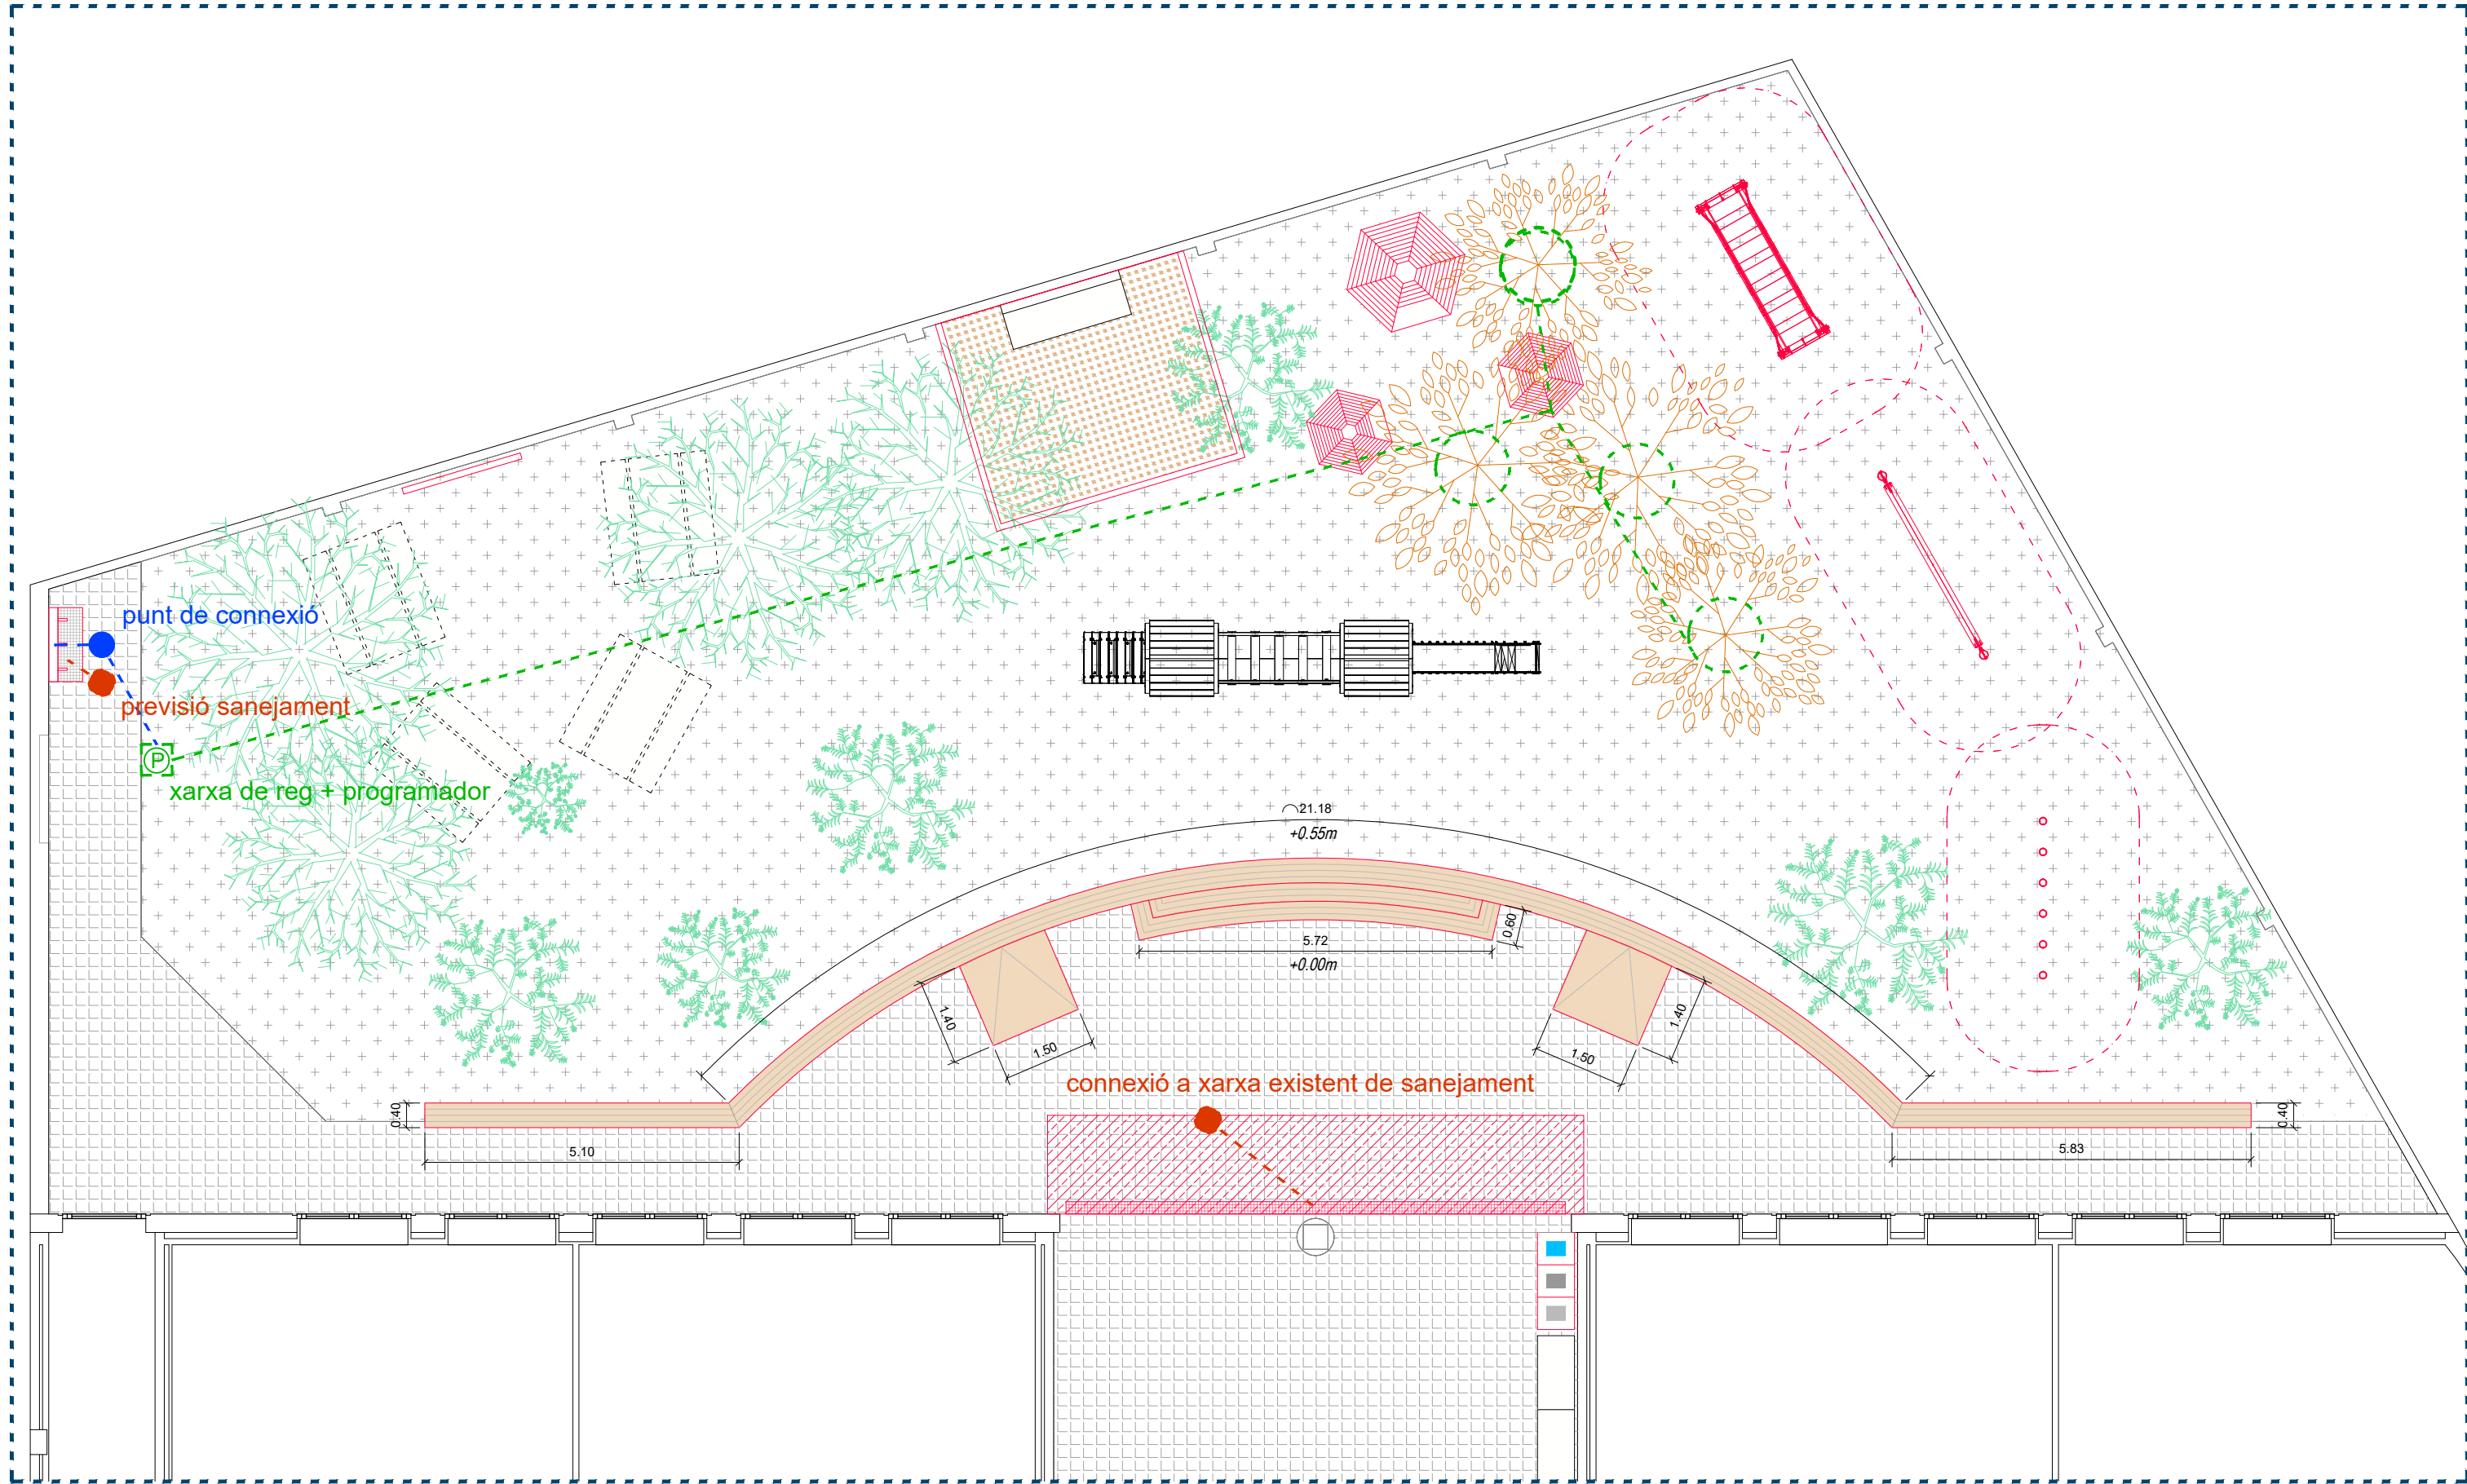 punt de connexió
previsió sanejament
P
xarxa de reg + programador
21.18
+0.55m
0.60
5.72
+0.00m
1.40
1.50
1.40
1.50
connexió a xarxa existent de sanejament
0.40
5.10
0.40
5.83